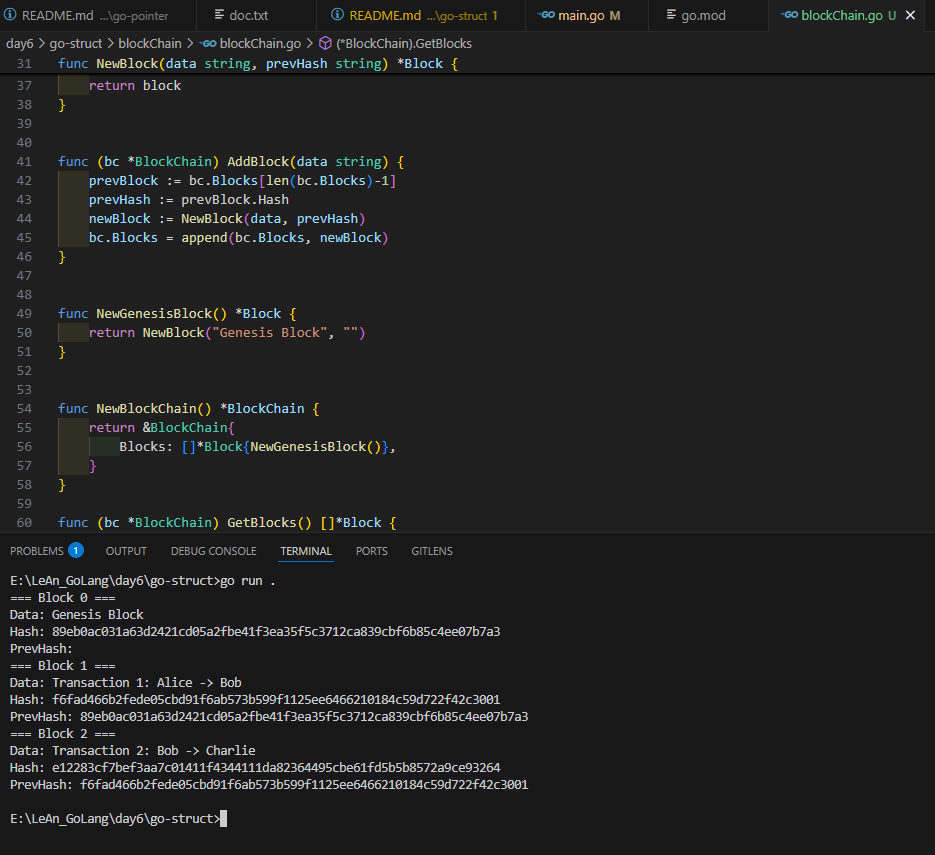 README.md ...\go-pointer doc.txt README.md ...\go-struct 1 main.go M go.mod blockChain.go U
day6 > go-struct > blockChain > blockChain.go > (*BlockChain).GetBlocks
31 func NewBlock(data string, prevHash string) *Block {
37 return block
38 }
39
40
41 func (bc *BlockChain) AddBlock(data string) {
42 prevBlock := bc.Blocks[len(bc.Blocks)-1]
43 prevHash := prevBlock.Hash
44 newBlock := NewBlock(data, prevHash)
45 bc.Blocks = append(bc.Blocks, newBlock)
46 }
47
48
49 func NewGenesisBlock() *Block {
50 return NewBlock("Genesis Block", "")
51 }
52
53
54 func NewBlockChain() *BlockChain {
55 return &BlockChain{
56 Blocks: []*Block{NewGenesisBlock()},
57 }
58 }
59
60 func (bc *BlockChain) GetBlocks() []*Block {
PROBLEMS 1 OUTPUT DEBUG CONSOLE TERMINAL PORTS GITLENS
E:\LeAn_GoLang\day6\go-struct>go run .
=== Block 0 ===
Data: Genesis Block
Hash: 89eb0ac031a63d2421cd05a2fbe41f3ea35f5c3712ca839cbf6b85c4ee07b7a3
PrevHash:
=== Block 1 ===
Data: Transaction 1: Alice -> Bob
Hash: f6fad466b2fede05cbd91f6ab573b599f1125ee6466210184c59d722f42c3001
PrevHash: 89eb0ac031a63d2421cd05a2fbe41f3ea35f5c3712ca839cbf6b85c4ee07b7a3
=== Block 2 ===
Data: Transaction 2: Bob -> Charlie
Hash: e12283cf7bef3aa7c01411f4344111da82364495cbe61fd5b5b8572a9ce93264
PrevHash: f6fad466b2fede05cbd91f6ab573b599f1125ee6466210184c59d722f42c3001
E:\LeAn_GoLang\day6\go-struct>